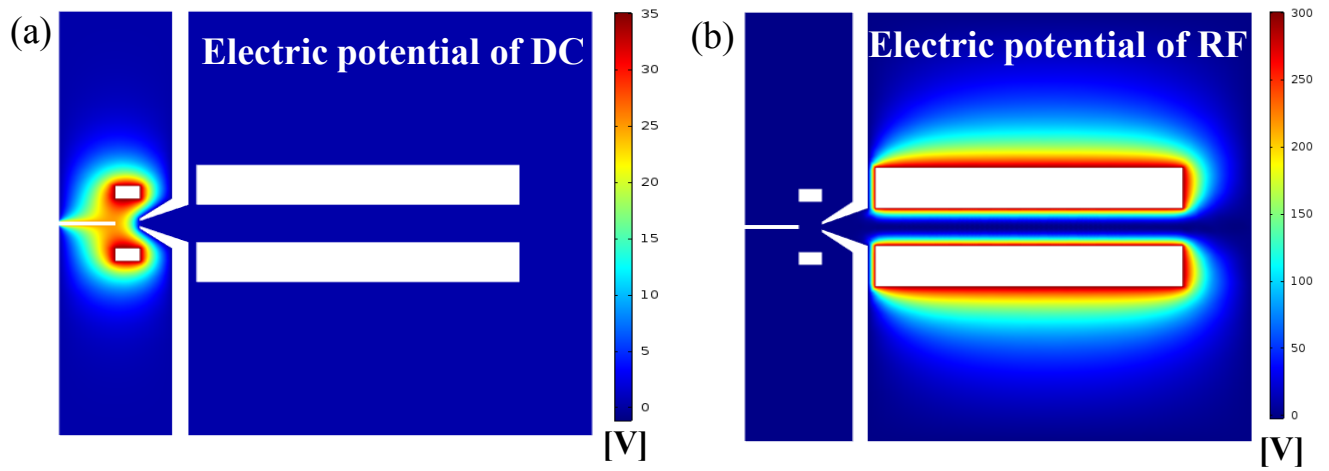 (a)
Electric potential of DC
35
30
25
20
15
10
5
0
[V]
(b)
Electric potential of RF
300
250
200
150
100
50
0
[V]